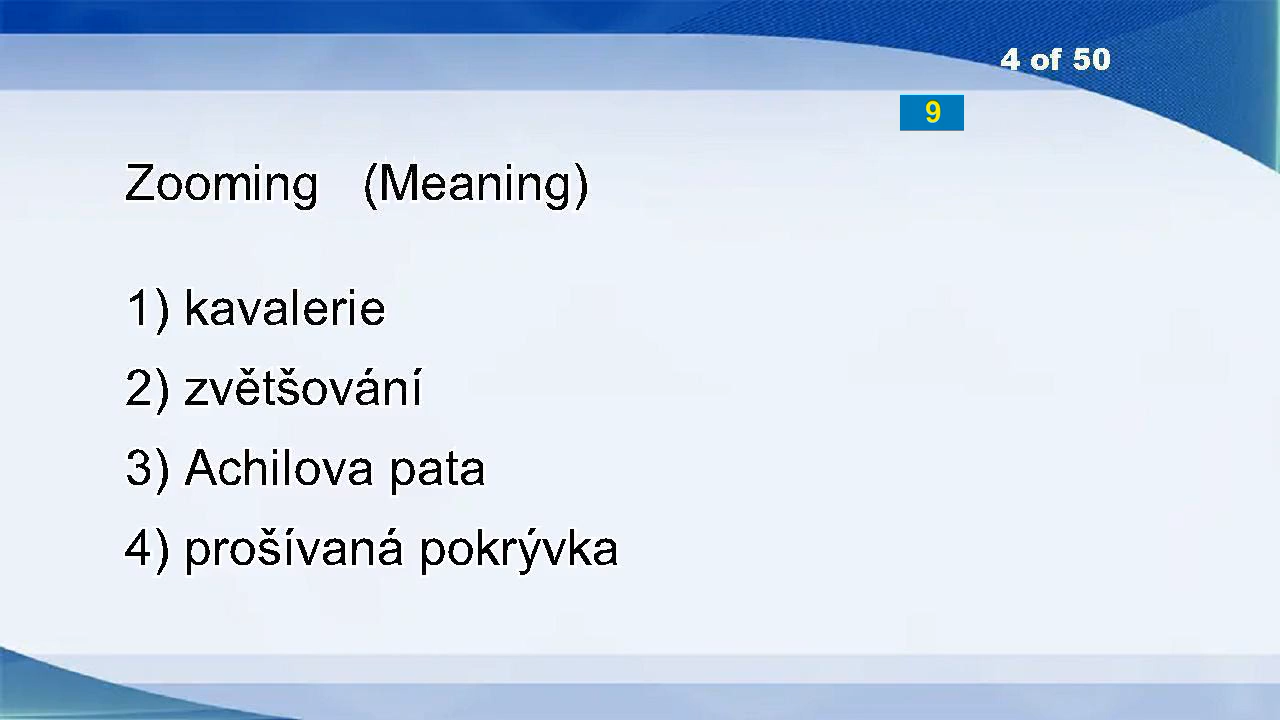 4 of 50
9
Zooming (Meaning)
1) kavalerie
2) zvětšování
3) Achilova pata
4) prošívaná pokrývka